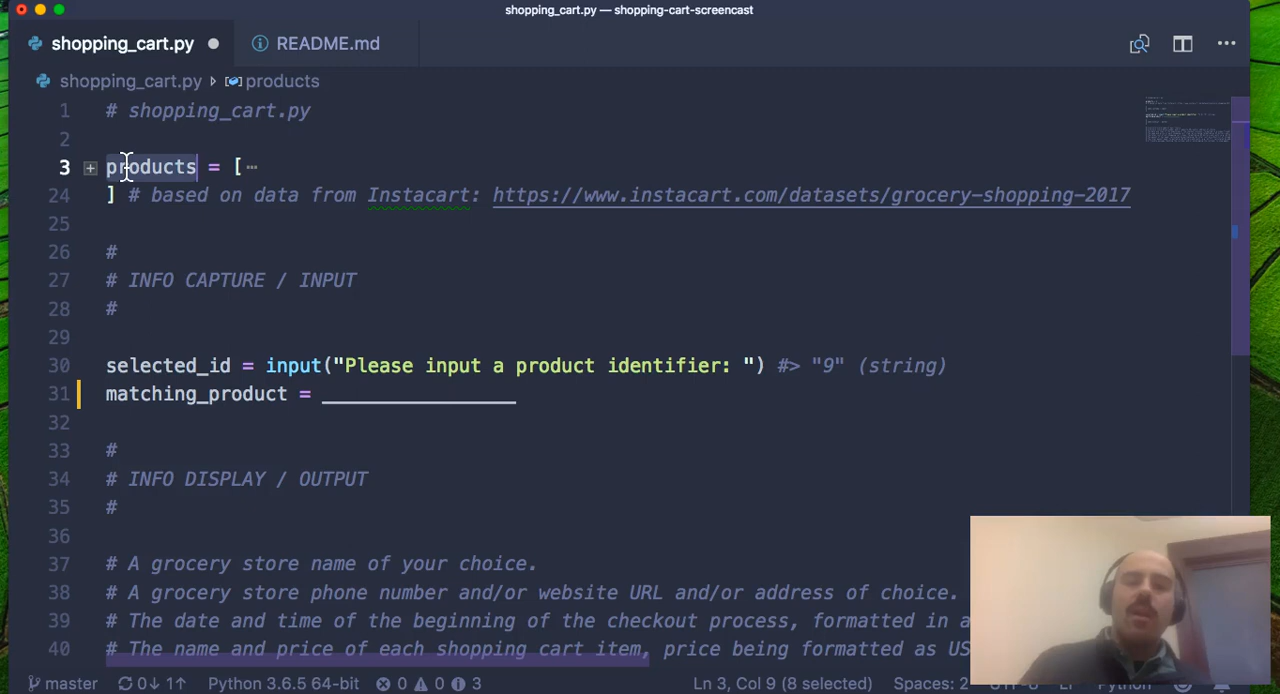 shopping_cart.py — shopping-cart-screencast
shopping_cart.py README.md
shopping_cart.py products
1 # shopping_cart.py
2
3 products = [
24 ] # based on data from Instacart: https://www.instacart.com/datasets/grocery-shopping-2017
25
26 #
27 # INFO CAPTURE / INPUT
28 #
29
30 selected_id = input("Please input a product identifier: ") #> "9" (string)
31 matching_product = _________________
32
33 #
34 # INFO DISPLAY / OUTPUT
35 #
36
37 # A grocery store name of your choice.
38 # A grocery store phone number and/or website URL and/or address of choice.
39 # The date and time of the beginning of the checkout process, formatted in a
40 # The name and price of each shopping cart item, price being formatted as US
master 0↓ 1↑ Python 3.6.5 64-bit 0 0 3 Ln 3, Col 9 (8 selected) Spaces: 2